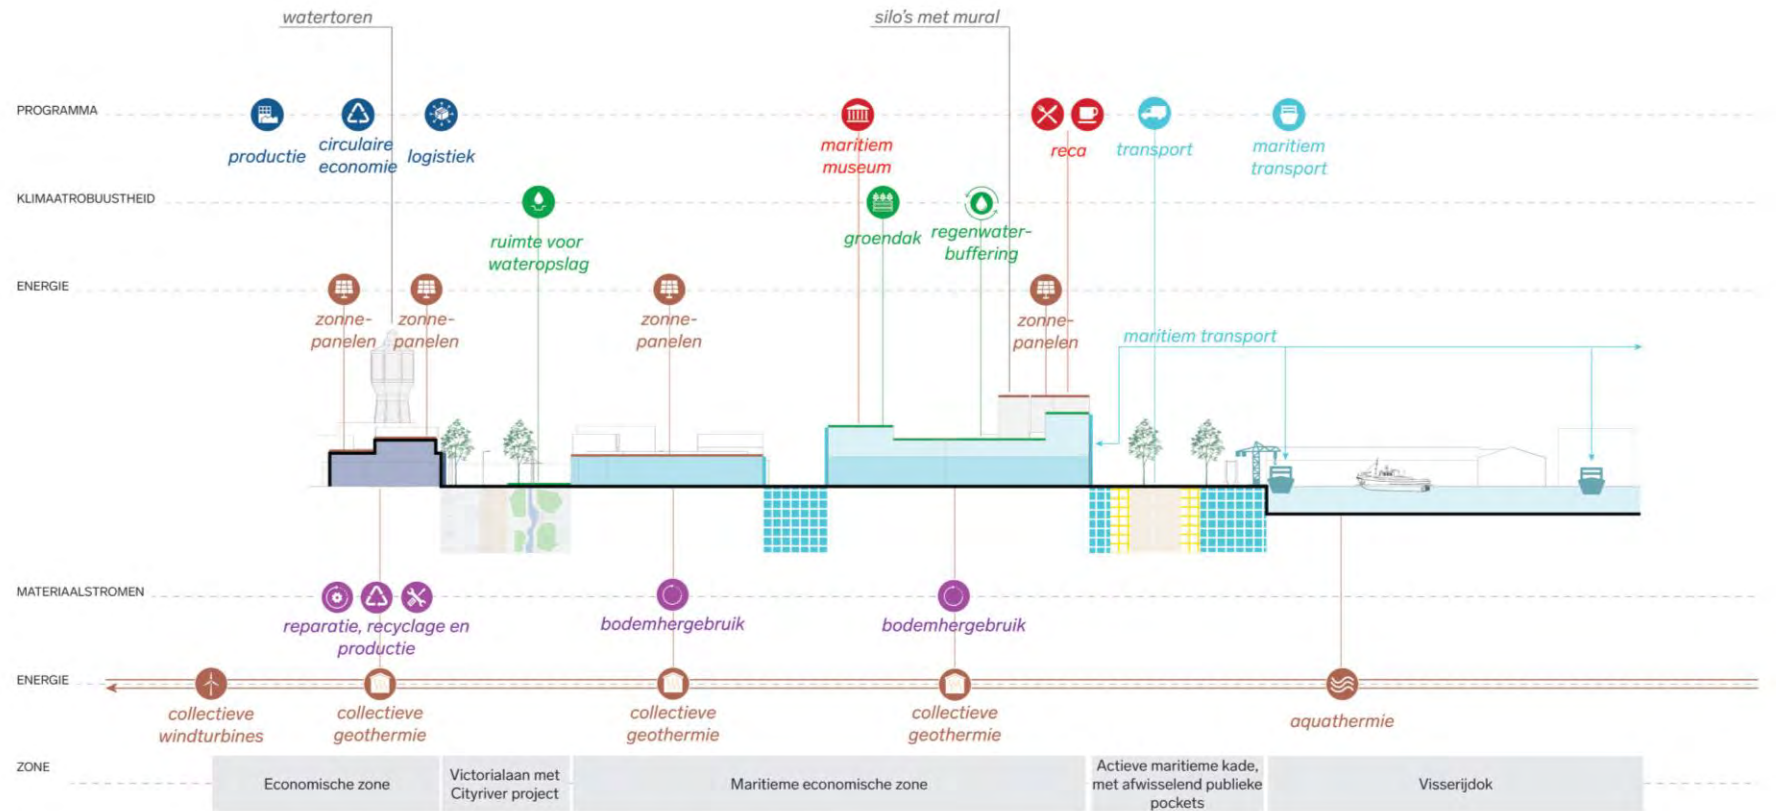 watertoren
silo's met mural
PROGRAMMA
productie
circulaire
economie
logistiek
maritiem
museum
reca
transport
maritiem
transport
KLIMAATROBUUSTHEID
ruimte voor
wateropslag
groendak
regenwater-
buffering
ENERGIE
zonne-
panelen
zonne-
panelen
zonne-
panelen
zonne-
panelen
maritiem transport
MATERIAALSTROMEN
reparatie, recyclage en
productie
bodemhergebruik
bodemhergebruik
ENERGIE
collectieve
windturbines
collectieve
geothermie
collectieve
geothermie
collectieve
geothermie
aquathermie
ZONE
Economische zone
Victorialaan met
Cityriver project
Maritieme economische zone
Actieve maritieme kade,
met afwisselend publieke
pockets
Visserijdok